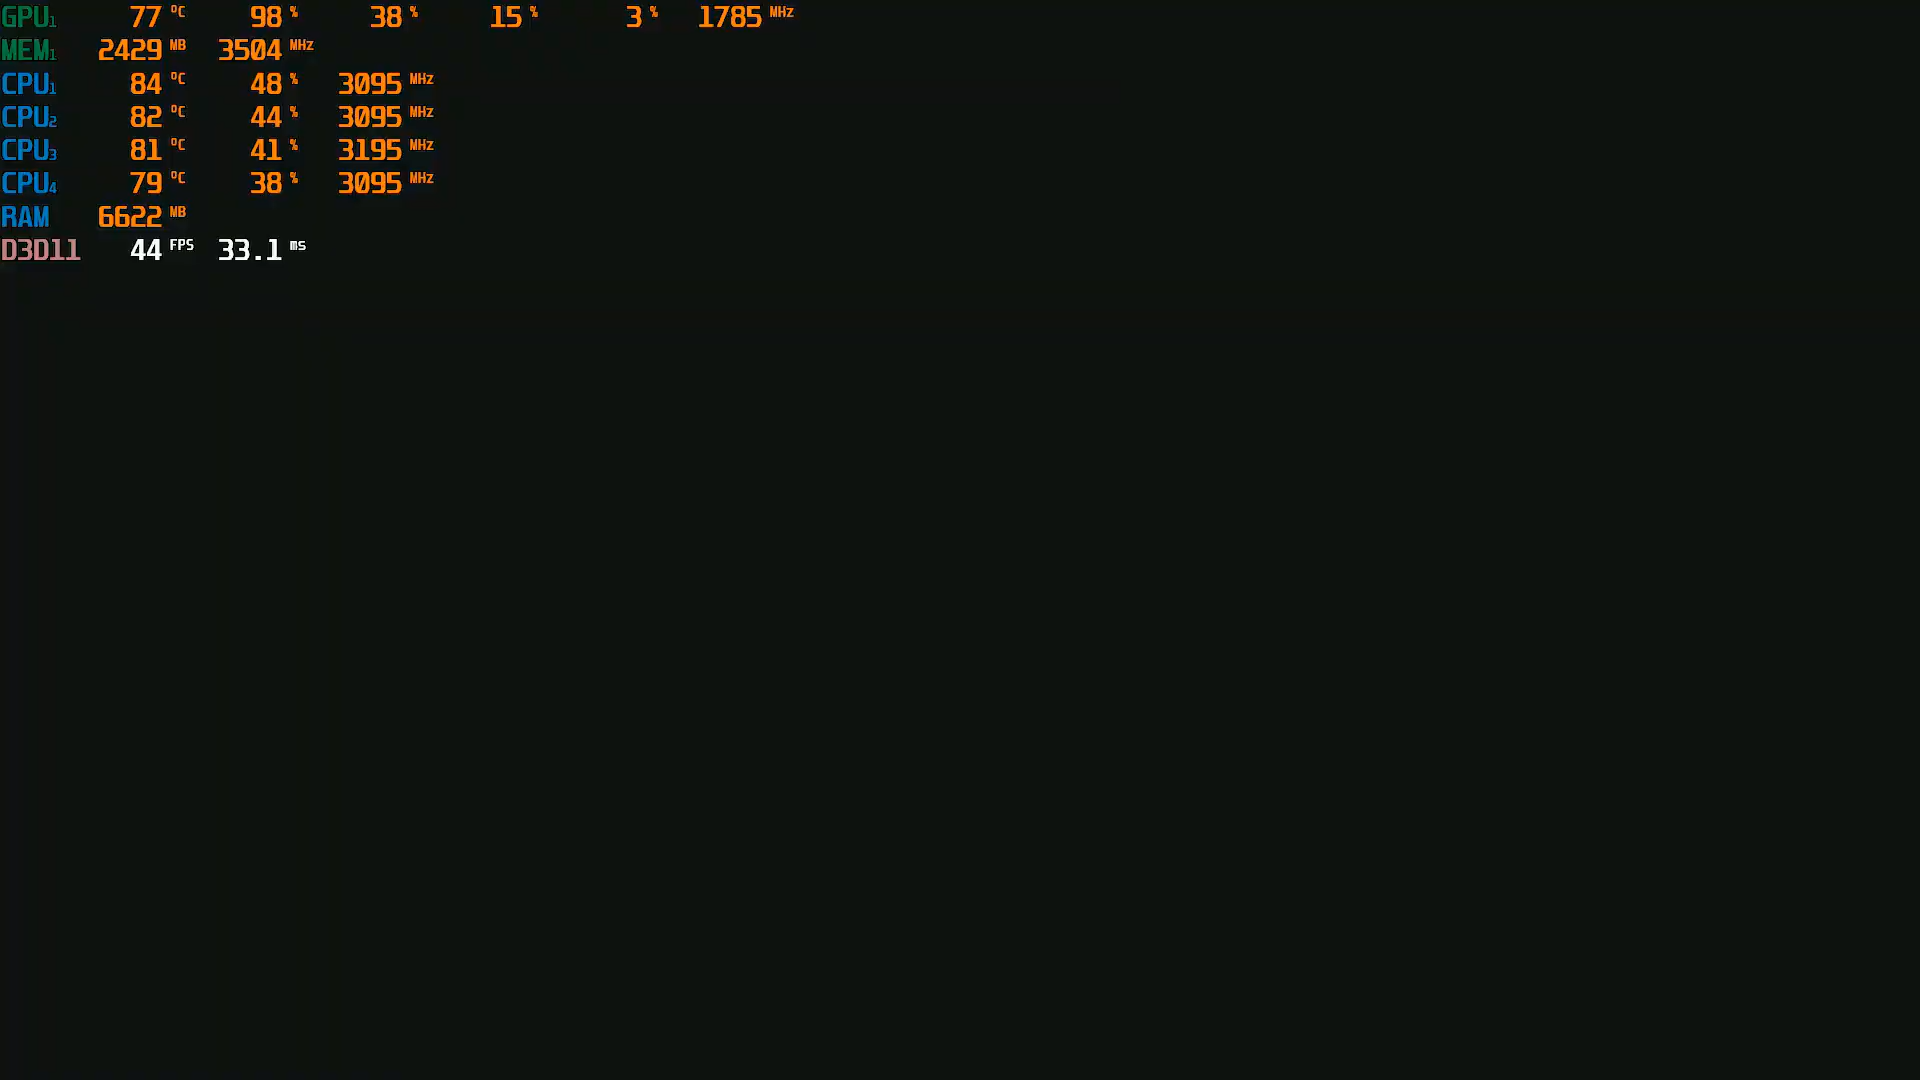 GPU1 77 °C 98 % 38 % 15 % 3 % 1785 MHz
MEM1 2429 MB 3504 MHz
CPU1 84 °C 48 % 3095 MHz
CPU2 82 °C 44 % 3095 MHz
CPU3 81 °C 41 % 3195 MHz
CPU4 79 °C 38 % 3095 MHz
RAM 6622 MB
D3D11 44 FPS 33.1 ms